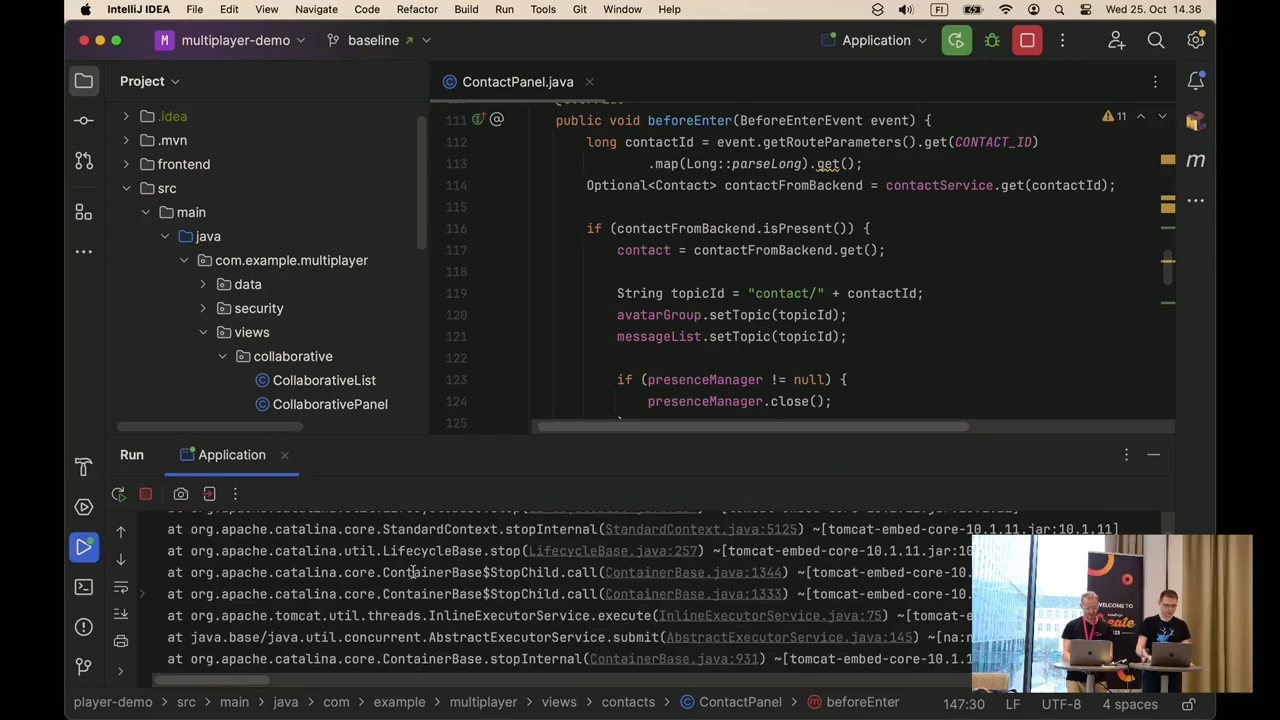 IntelliJ IDEA File Edit View Navigate Code Refactor Build Run Tools Git Window Help FI Wed 25. Oct 14.36
M multiplayer-demo baseline Application
Project
ContactPanel.java
.idea
.mvn
frontend
src
main
java
com.example.multiplayer
data
security
views
collaborative
CollaborativeList
CollaborativePanel
11
111 public void beforeEnter(BeforeEnterEvent event) {
112 long contactId = event.getRouteParameters().get(CONTACT_ID)
113 .map(Long::parseLong).get();
114 Optional<Contact> contactFromBackend = contactService.get(contactId);
115
116 if (contactFromBackend.isPresent()) {
117 contact = contactFromBackend.get();
118
119 String topicId = "contact/" + contactId;
120 avatarGroup.setTopic(topicId);
121 messageList.setTopic(topicId);
122
123 if (presenceManager != null) {
124 presenceManager.close();
125
Run Application
at org.apache.catalina.core.StandardContext.stopInternal(StandardContext.java:5125) ~[tomcat-embed-core-10.1.11.jar:10.1.11]
at org.apache.catalina.util.LifecycleBase.stop(LifecycleBase.java:257) ~[tomcat-embed-core-10.1.11.jar:10
at org.apache.catalina.core.ContainerBase$StopChild.call(ContainerBase.java:1344) ~[tomcat-embed-core-10.
at org.apache.catalina.core.ContainerBase$StopChild.call(ContainerBase.java:1333) ~[tomcat-embed-core-10.
at org.apache.tomcat.util.threads.InlineExecutorService.execute(InlineExecutorService.java:75) ~[tomcat-e
at java.base/java.util.concurrent.AbstractExecutorService.submit(AbstractExecutorService.java:145) ~[na:n
at org.apache.catalina.core.ContainerBase.stopInternal(ContainerBase.java:931) ~[tomcat-embed-core-10.1.1
WELCOME TO
player-demo src main java com example multiplayer views contacts ContactPanel beforeEnter 147:30 LF UTF-8 4 spaces